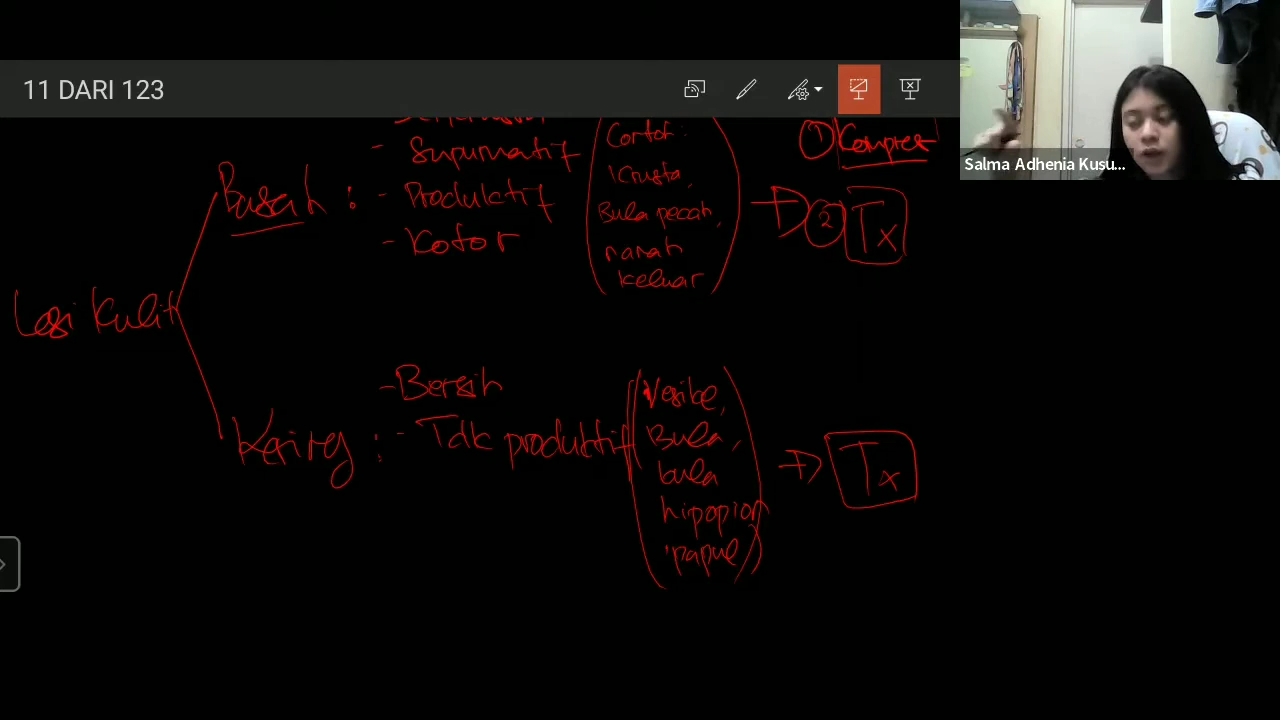 11 DARI 123
Salma Adhenia Kusu...
① Kompres
- Supuratif
Contoh:
Krusta,
Basah : - Produktif
Bula pecah,
② Tx
- Kotor
nanah
keluar
Lesi Kulit
- Bersih
Vesikel,
Kering : - Tdk produktif
Bula,
bula
Tx
hipopion
papul